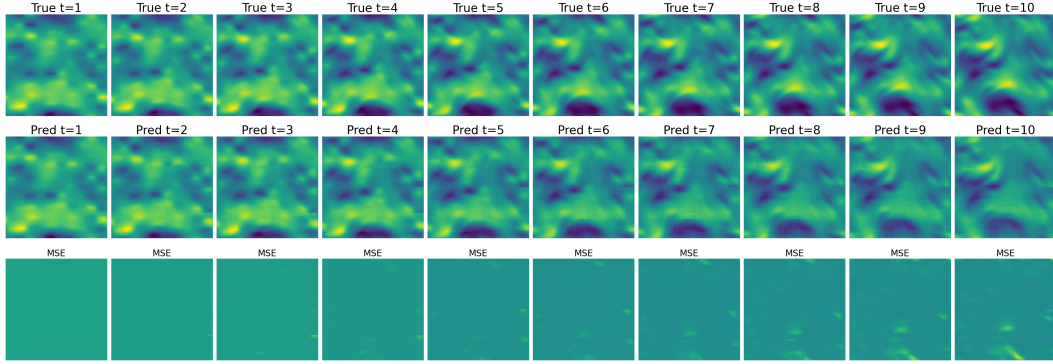 True t=1 True t=2 True t=3 True t=4 True t=5 True t=6 True t=7 True t=8 True t=9 True t=10
Pred t=1 Pred t=2 Pred t=3 Pred t=4 Pred t=5 Pred t=6 Pred t=7 Pred t=8 Pred t=9 Pred t=10
MSE MSE MSE MSE MSE MSE MSE MSE MSE MSE